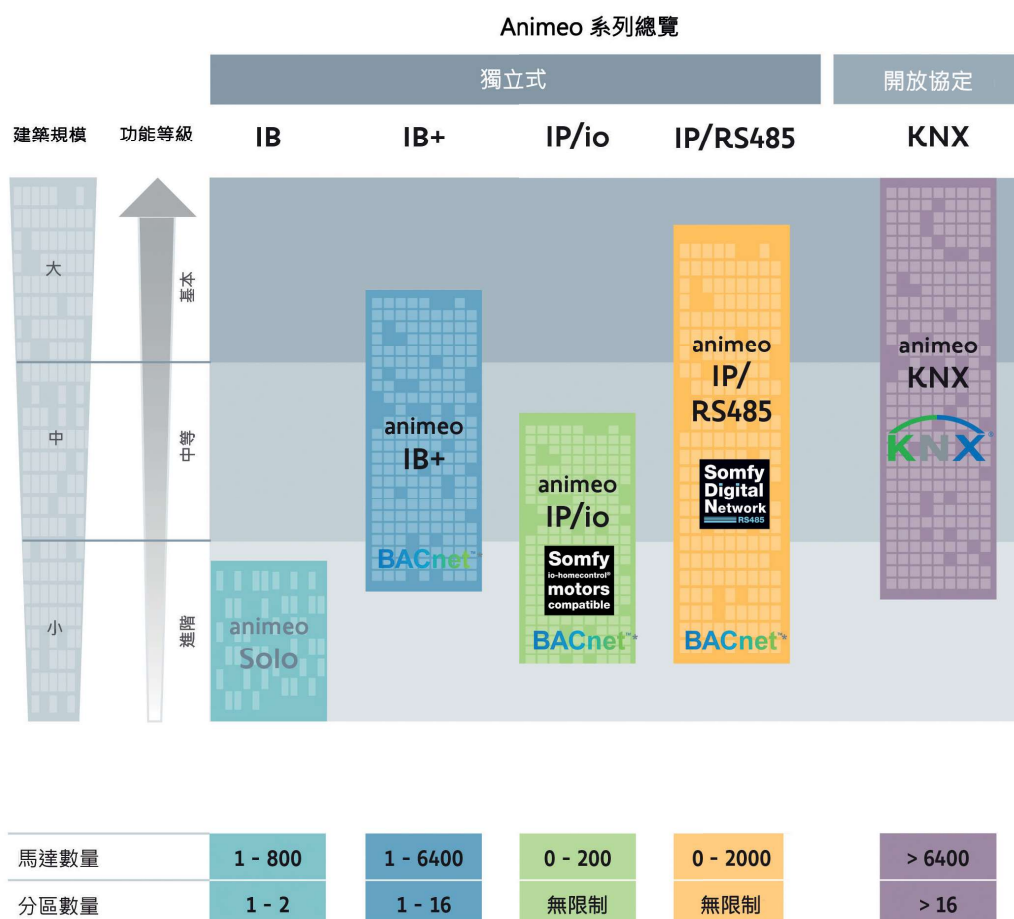 Animeo 系列總覽
獨立式
開放協定
建築規模
功能等級
IB
IB+
IP/io
IP/RS485
KNX
大
中
小
基本
中等
進階
animeo
Solo
animeo
IB+
BACnet™*
animeo
IP/io
Somfy
io-homecontrol®
motors
compatible
BACnet™*
animeo
IP/
RS485
Somfy
Digital
Network
RS485
BACnet™*
animeo
KNX
KNX®
馬達數量 1 - 800 1 - 6400 0 - 200 0 - 2000 > 6400
分區數量 1 - 2 1 - 16 無限制 無限制 > 16